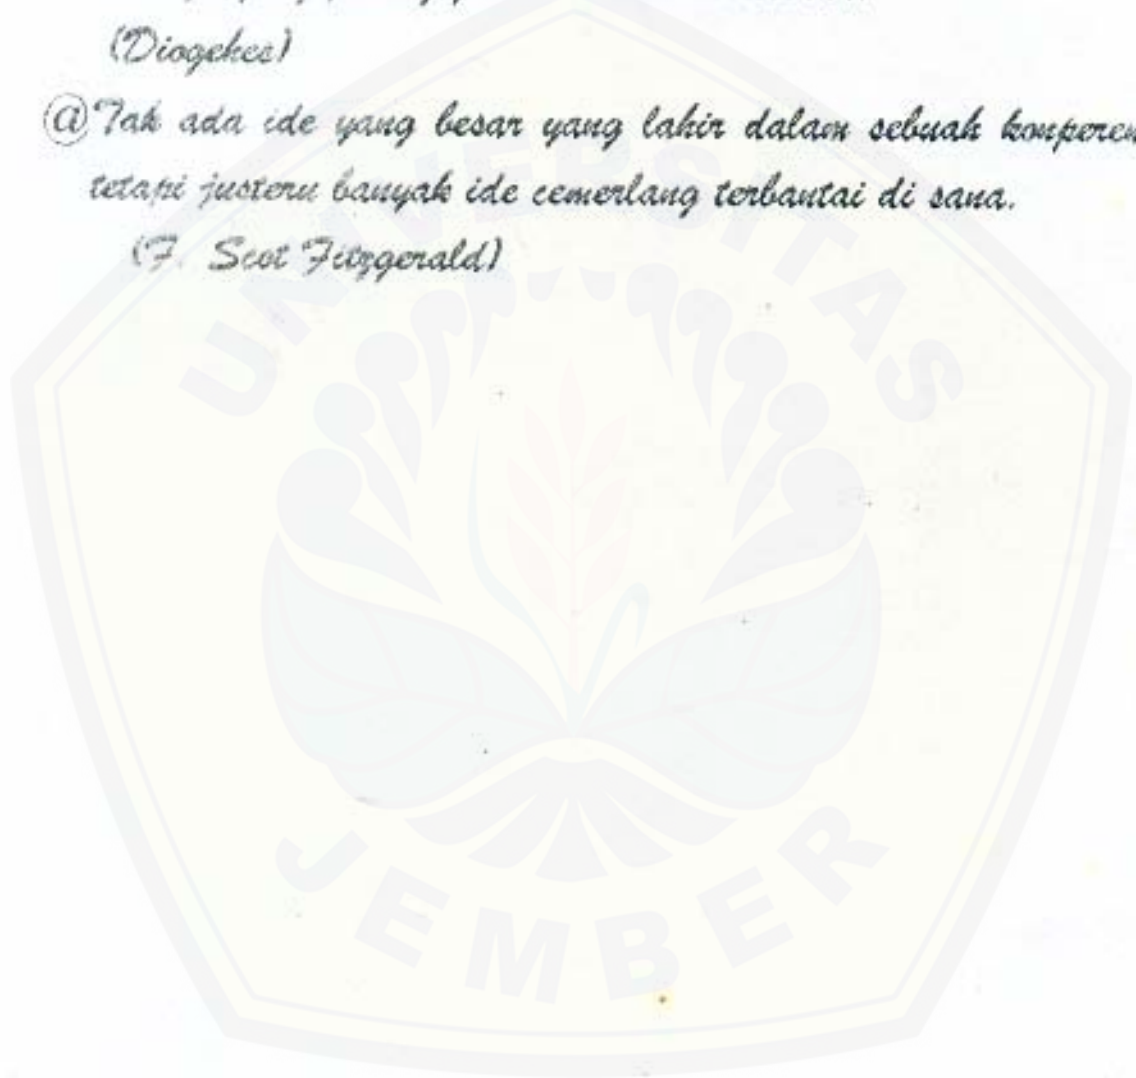 (Diogehes)
@ Tak ada ide yang besar yang lahir dalam sebuah konperen
tetapi justeru banyak ide cemerlang terbantai di sana.
(F. Scot Fitzgerald)
UNIVERSITAS
JEMBER